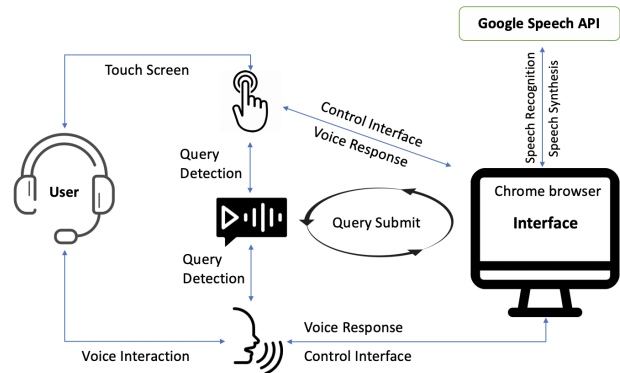 Google Speech API
Touch Screen
Speech Recognition
Speech Synthesis
Control Interface
Voice Response
Query
Detection
User
Chrome browser
Interface
Query Submit
Query
Detection
Voice Response
Voice Interaction
Control Interface